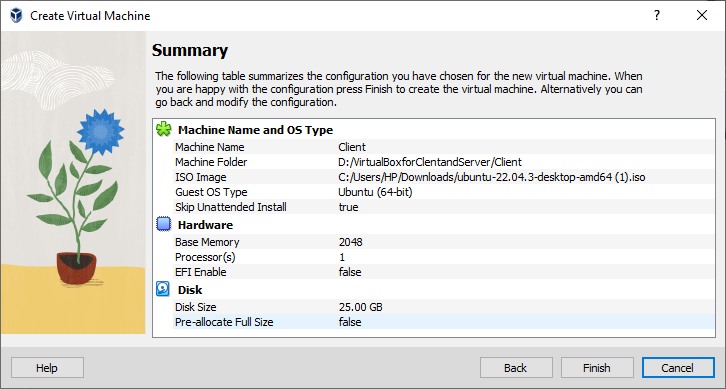 Create Virtual Machine
?
Summary
The following table summarizes the configuration you have chosen for the new virtual machine. When
you are happy with the configuration press Finish to create the virtual machine. Alternatively you can
go back and modify the configuration.
Machine Name and OS Type
Machine Name Client
Machine Folder D:/VirtualBoxforClentandServer/Client
ISO Image C:/Users/HP/Downloads/ubuntu-22.04.3-desktop-amd64 (1).iso
Guest OS Type Ubuntu (64-bit)
Skip Unattended Install true
Hardware
Base Memory 2048
Processor(s) 1
EFI Enable false
Disk
Disk Size 25.00 GB
Pre-allocate Full Size false
Help Back Finish Cancel